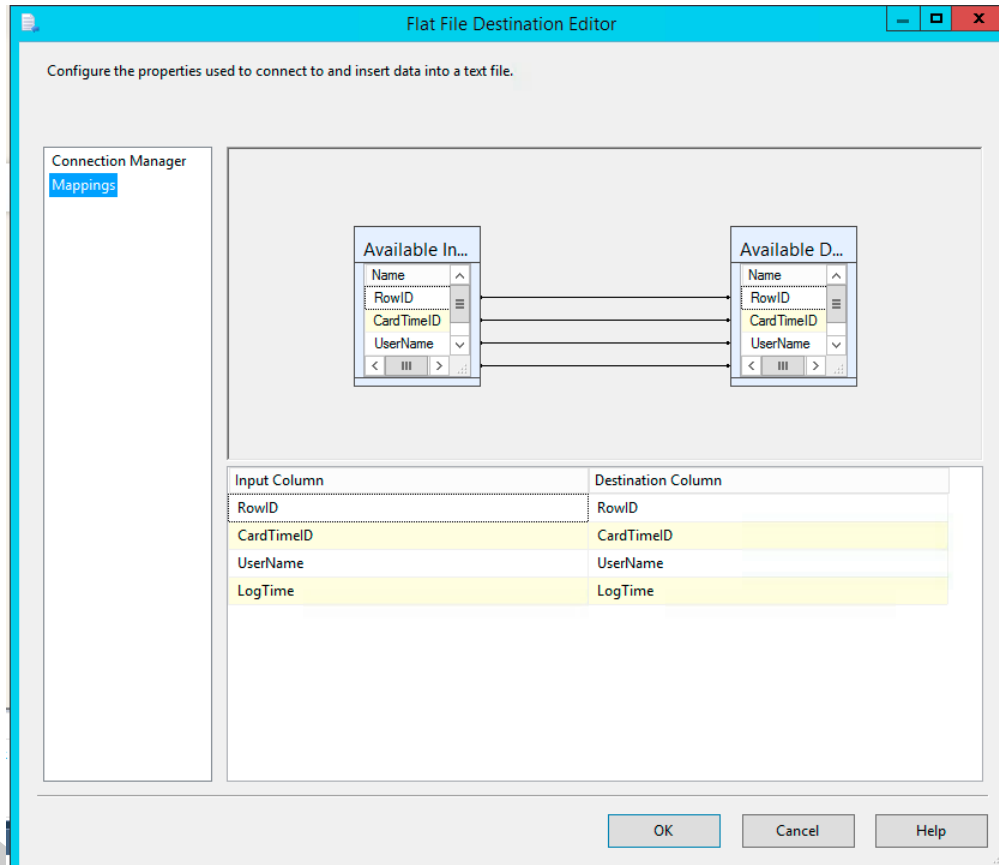 Flat File Destination Editor
Configure the properties used to connect to and insert data into a text file.
Connection Manager
Mappings
Available In...
Name
RowID
CardTimeID
UserName
Available D...
Name
RowID
CardTimeID
UserName
Input Column Destination Column
RowID RowID
CardTimeID CardTimeID
UserName UserName
LogTime LogTime
OK Cancel Help